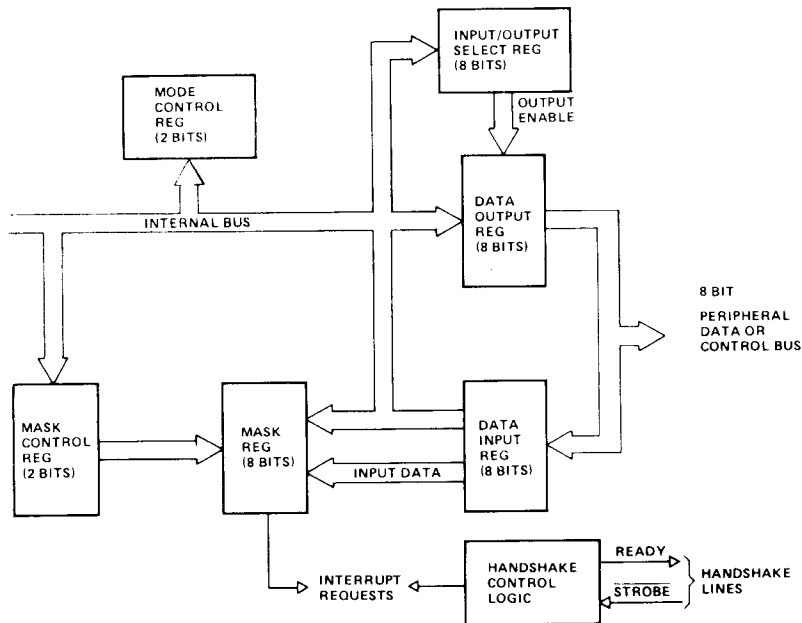 INPUT/OUTPUT
SELECT REG
(8 BITS)
MODE
CONTROL
REG
(2 BITS)
OUTPUT
ENABLE
DATA
OUTPUT
REG
(8 BITS)
INTERNAL BUS
8 BIT
PERIPHERAL
DATA OR
CONTROL BUS
MASK
CONTROL
REG
(2 BITS)
MASK
REG
(8 BITS)
DATA
INPUT
REG
(8 BITS)
INPUT DATA
INTERRUPT
REQUESTS
HANDSHAKE
CONTROL
LOGIC
READY
STROBE
HANDSHAKE
LINES